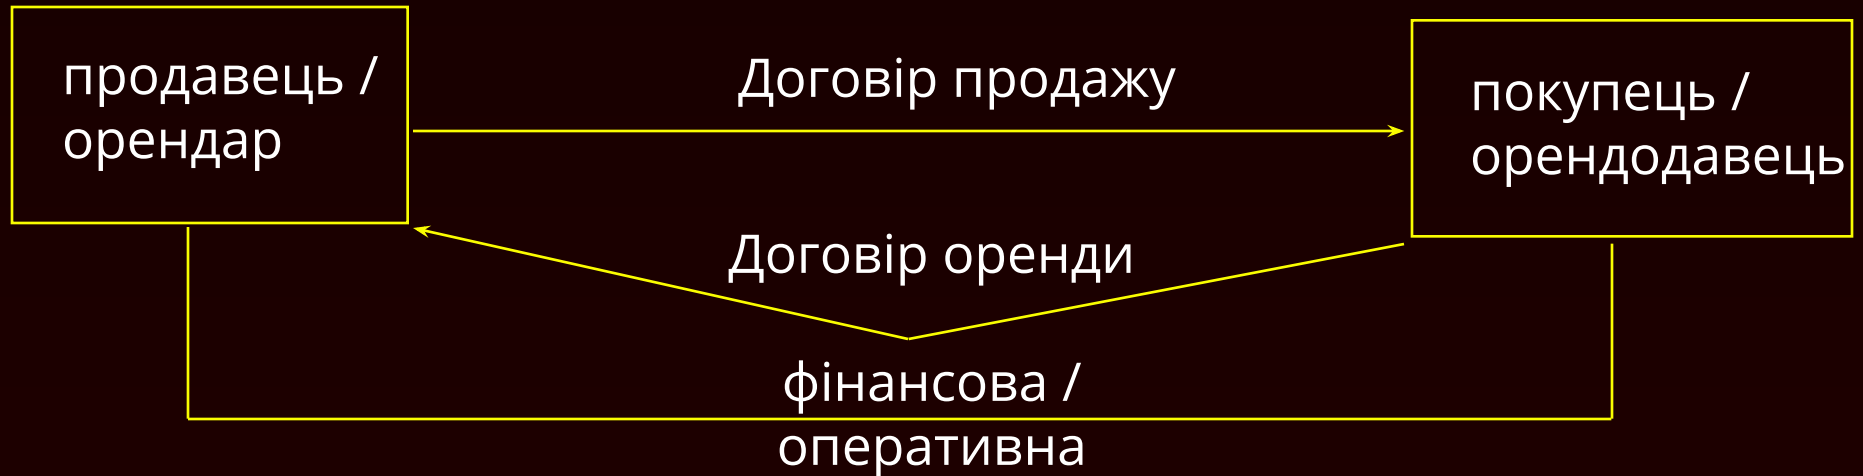 продавець /
орендар
Договір продажу
покупець /
орендодавець
Договір оренди
фінансова /
оперативна